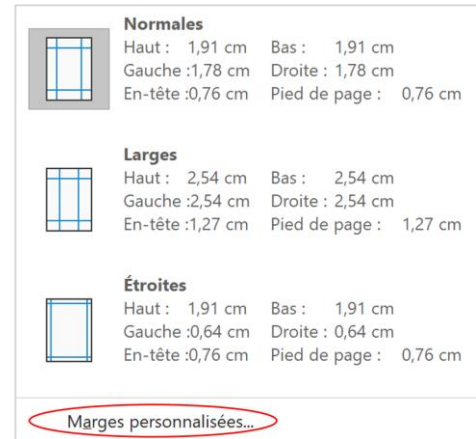 Normales
Haut : 1,91 cm Bas : 1,91 cm
Gauche :1,78 cm Droite : 1,78 cm
En-tête :0,76 cm Pied de page : 0,76 cm
Larges
Haut : 2,54 cm Bas : 2,54 cm
Gauche :2,54 cm Droite : 2,54 cm
En-tête :1,27 cm Pied de page : 1,27 cm
Étroites
Haut : 1,91 cm Bas : 1,91 cm
Gauche :0,64 cm Droite : 0,64 cm
En-tête :0,76 cm Pied de page : 0,76 cm
Marges personnalisées...